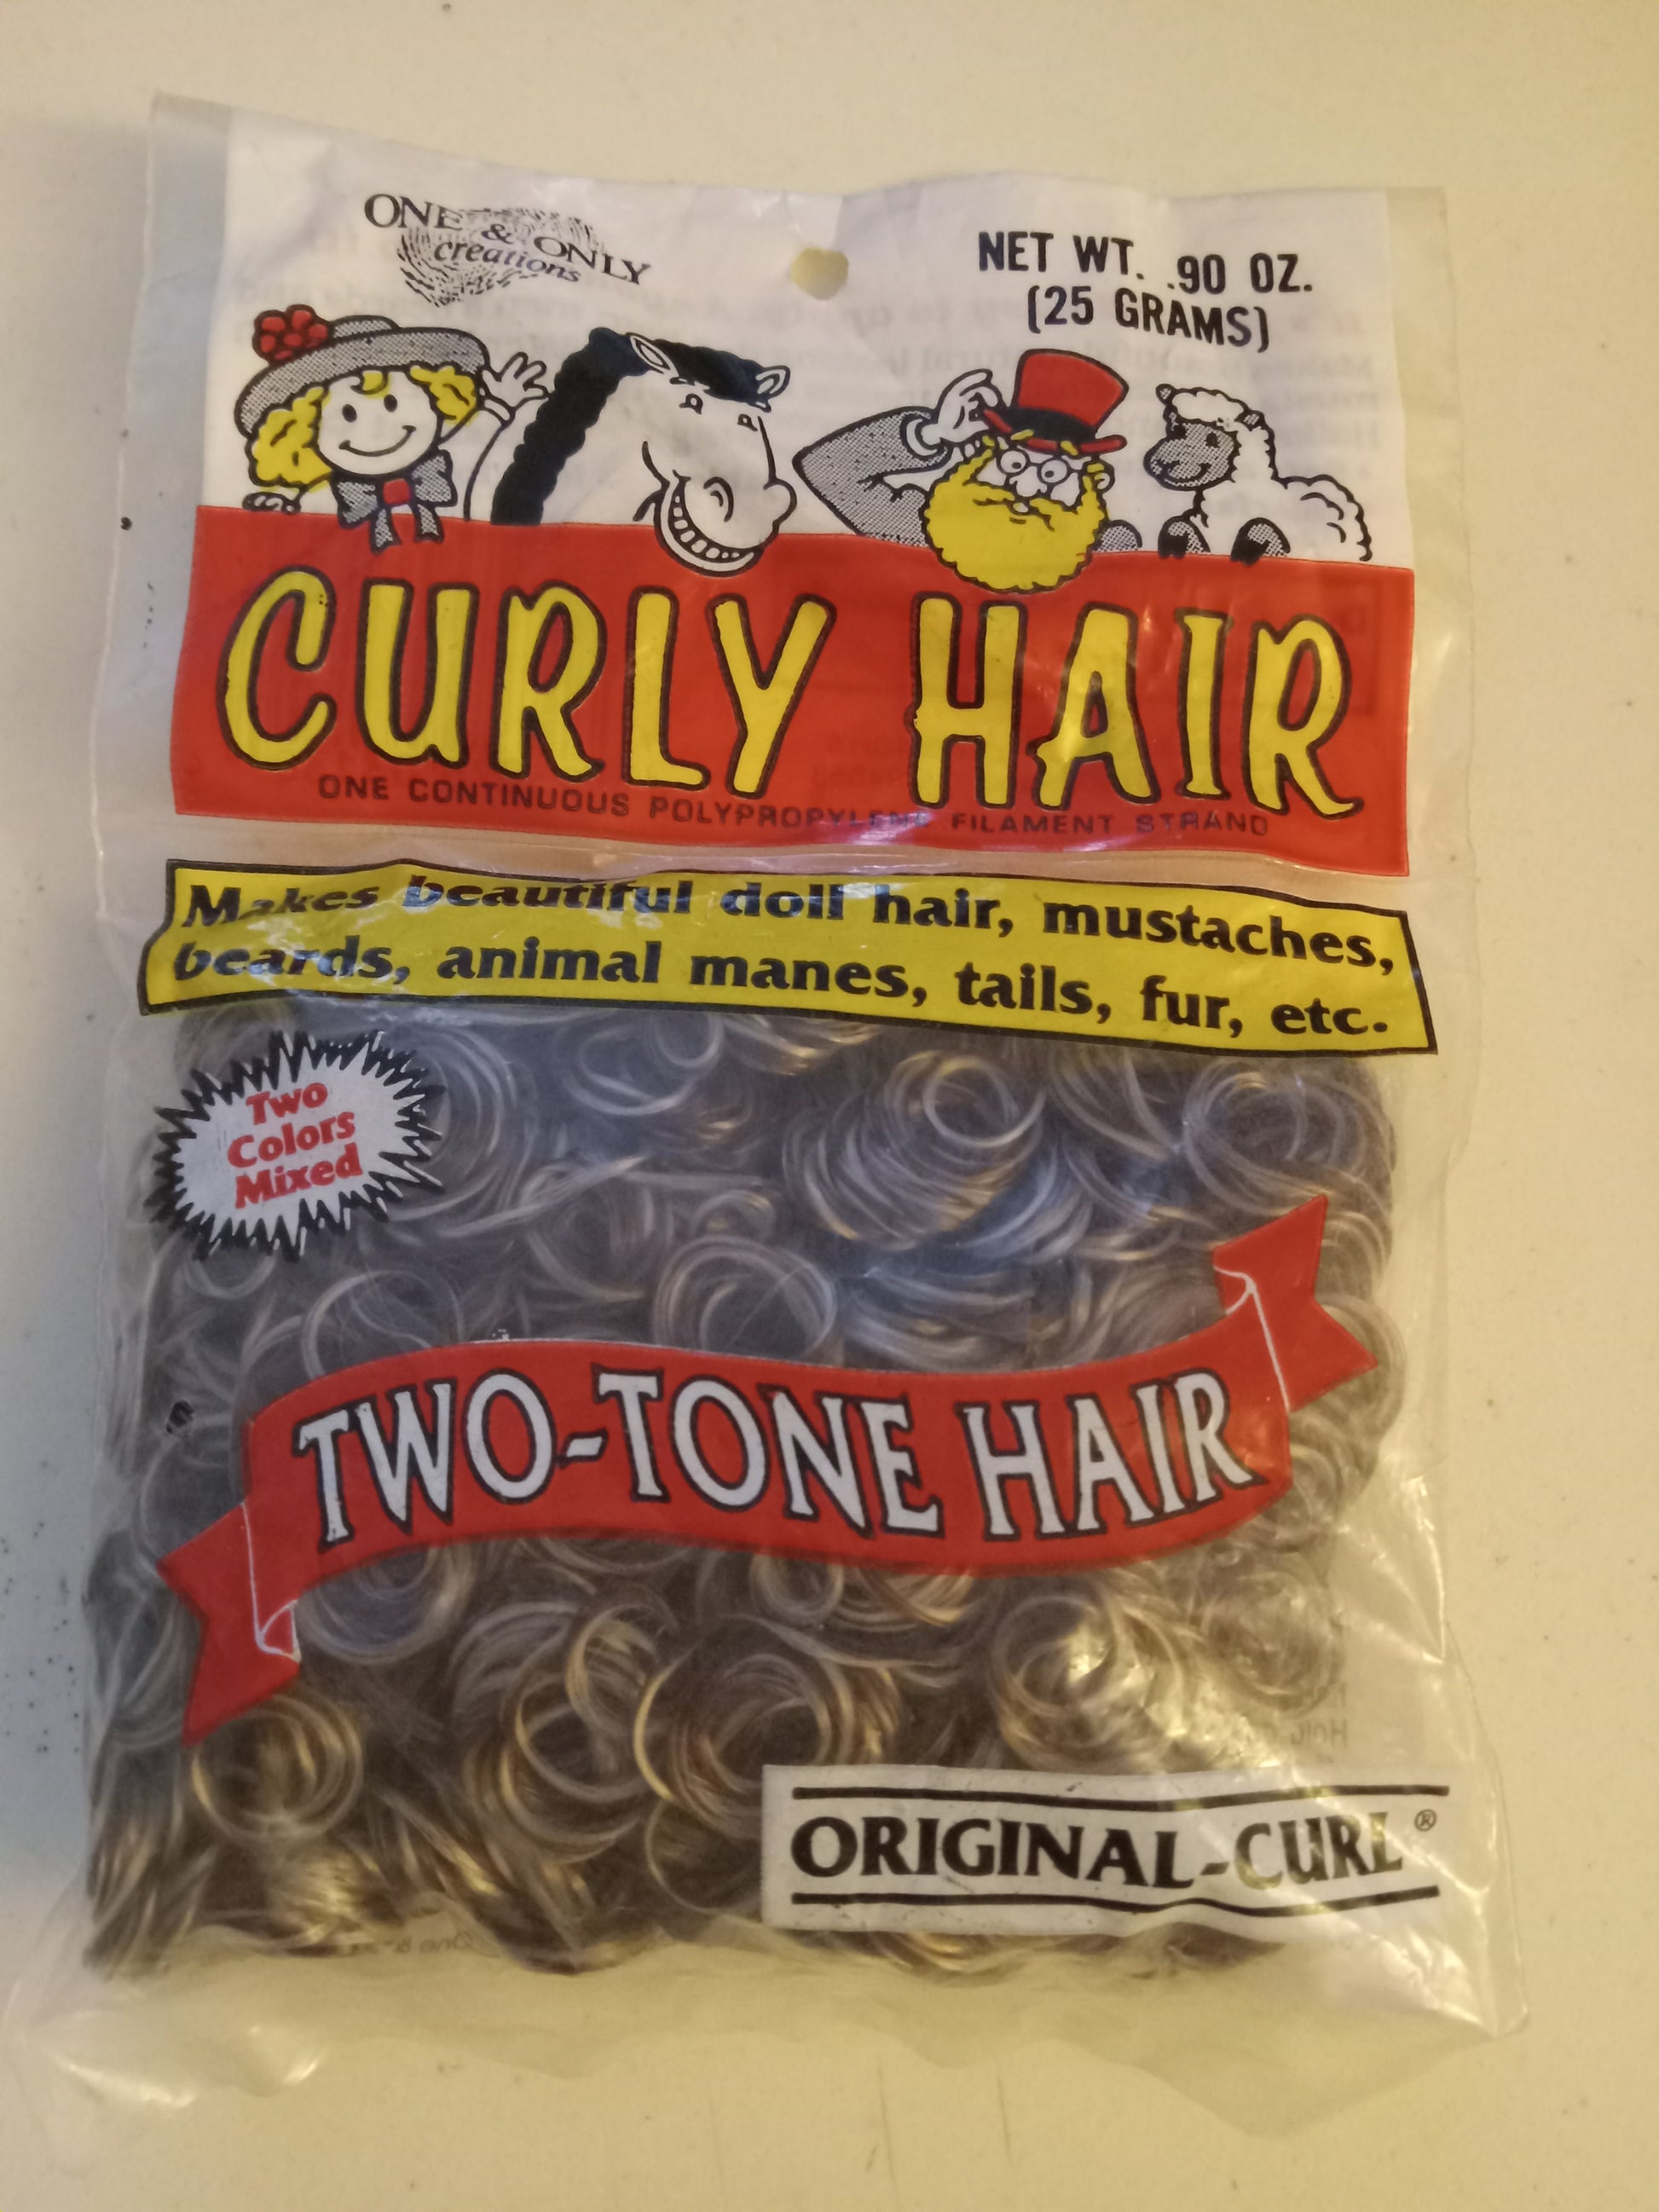 ONE & ONLY
creations
NET WT. .90 OZ.
(25 GRAMS)
CURLY HAIR
ONE CONTINUOUS POLYPROPYLENE FILAMENT STRAND
Makes beautiful doll hair, mustaches,
beards, animal manes, tails, fur, etc.
Two
Colors
Mixed
TWO-TONE HAIR
ORIGINAL-CURL®